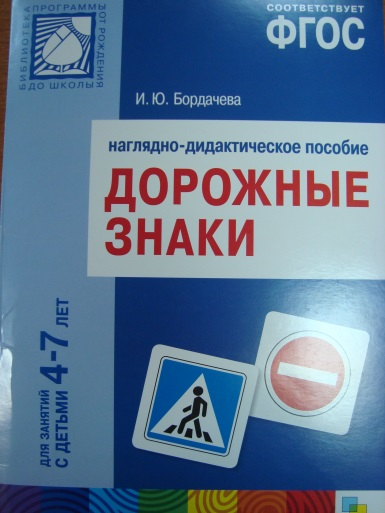 БИБЛИОТЕКА ПРОГРАММЫ
ОТ РОЖДЕНИЯ
ДО ШКОЛЫ
СООТВЕТСТВУЕТ
ФГОС
И. Ю. Бордачева
НАГЛЯДНО-ДИДАКТИЧЕСКОЕ ПОСОБИЕ
ДОРОЖНЫЕ
ЗНАКИ
ДЛЯ ЗАНЯТИЙ
С ДЕТЬМИ 4-7 ЛЕТ